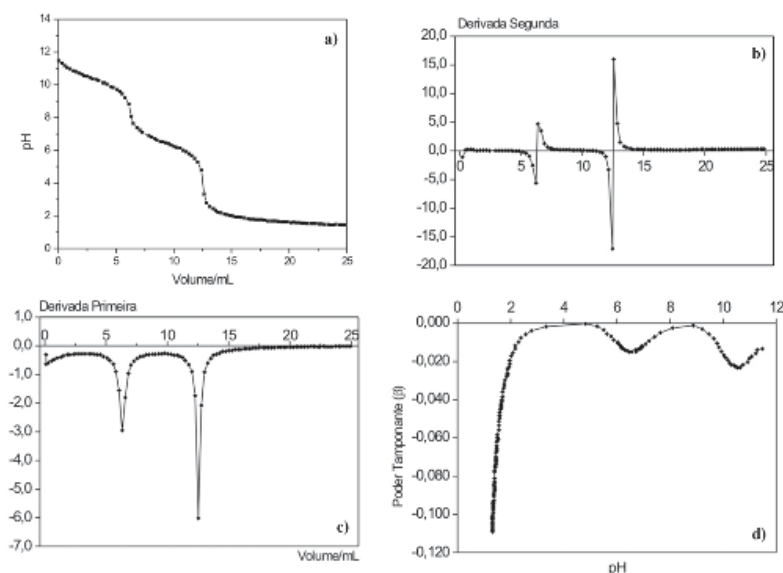 14
12
10
8
6
4
2
0
pH
a)
0 5 10 15 20 25
Volume/mL
Derivada Segunda
20,0
15,0
10,0
5,0
0,0
-5,0
-10,0
-15,0
-20,0
b)
0 5 10 15 20 25
Derivada Primeira
1,0
0,0
-1,0
-2,0
-3,0
-4,0
-5,0
-6,0
-7,0
0 5 10 15 20 25
c)
Volume/mL
0 2 4 6 8 10 12
0,000
-0,020
-0,040
-0,060
-0,080
-0,100
-0,120
Poder Tamponante (β)
d)
pH